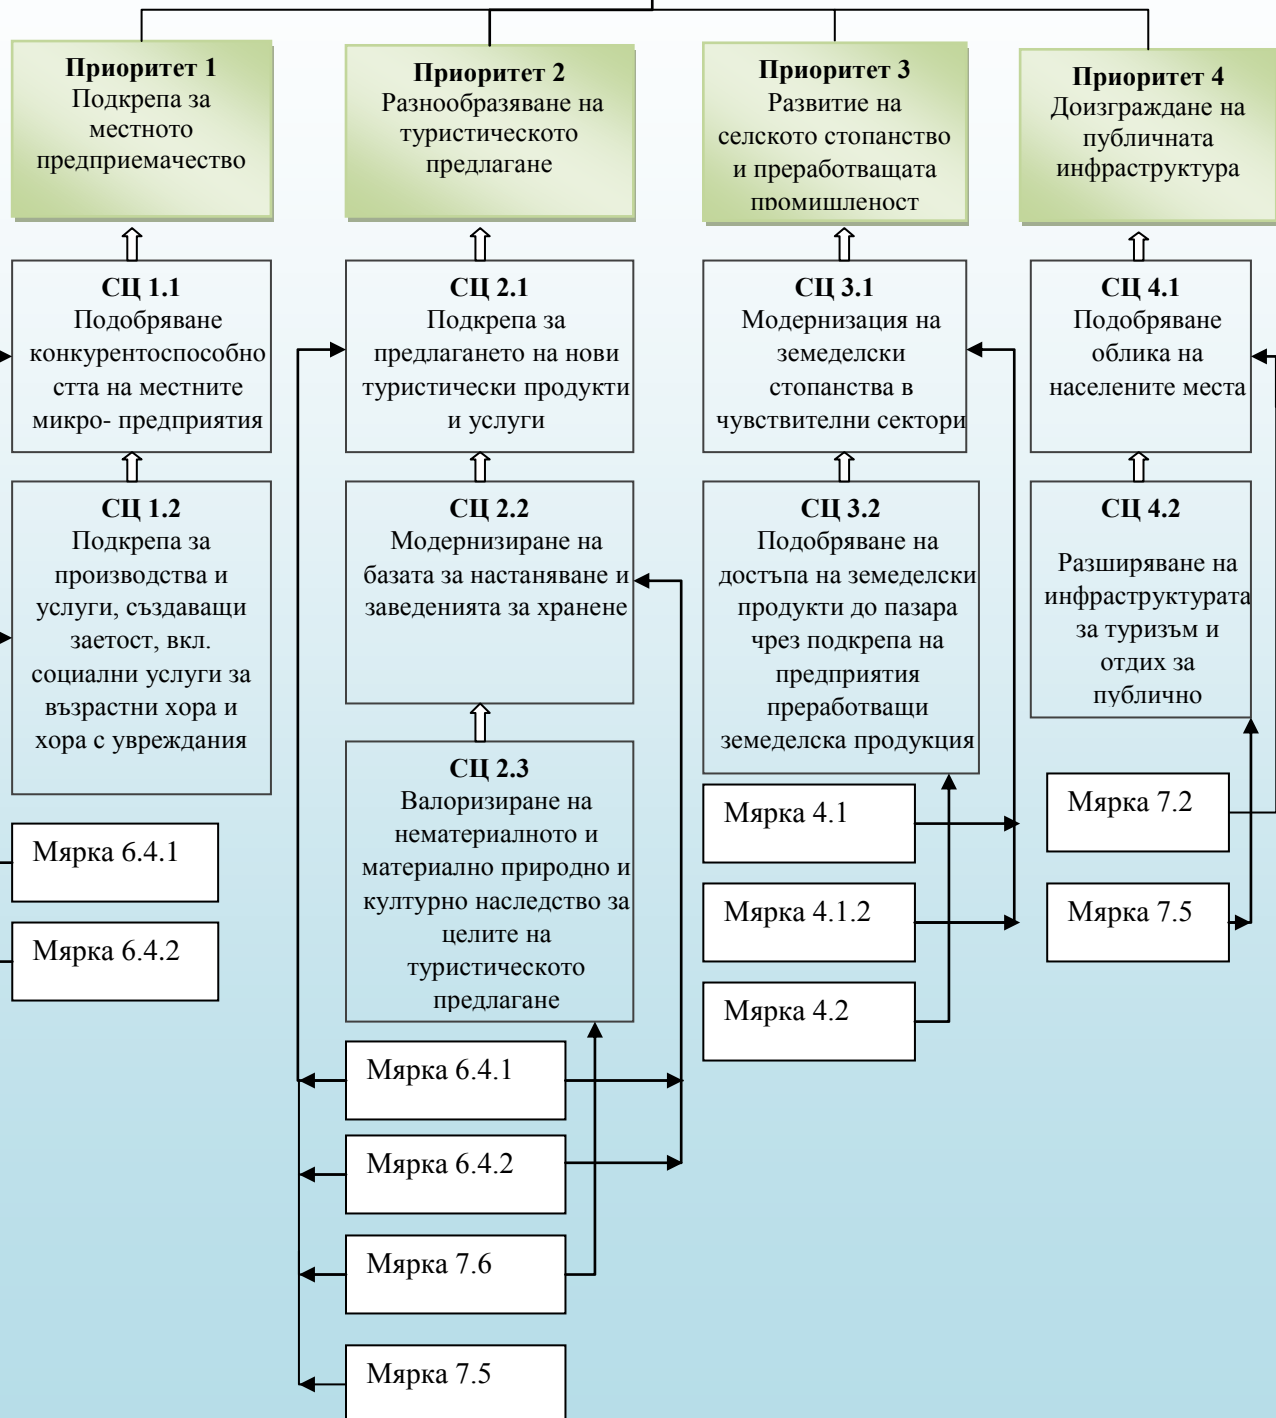 Приоритет 1
Подкрепа за
местното
предприемачество
Приоритет 2
Разнообразяване на
туристическото
предлагане
Приоритет 3
Развитие на
селското стопанство
и преработващата
промишленост
Приоритет 4
Доизграждане на
публичната
инфраструктура
СЦ 1.1
Подобряване
конкурентоспособно
стта на местните
микро- предприятия
СЦ 2.1
Подкрепа за
предлагането на нови
туристически продукти
и услуги
СЦ 3.1
Модернизация на
земеделски
стопанства в
чувствителни сектори
СЦ 4.1
Подобряване
облика на
населените места
СЦ 1.2
Подкрепа за
производства и
услуги, създаващи
заетост, вкл.
социални услуги за
възрастни хора и
хора с увреждания
СЦ 2.2
Модернизиране на
базата за настаняване и
заведенията за хранене
СЦ 3.2
Подобряване на
достъпа на земеделски
продукти до пазара
чрез подкрепа на
предприятия
преработващи
земеделска продукция
СЦ 4.2
Разширяване на
инфраструктурата
за туризъм и
отдих за
публично
СЦ 2.3
Валоризиране на
нематериалното и
материално природно и
културно наследство за
целите на
туристическото
предлагане
Мярка 6.4.1
Мярка 6.4.2
Мярка 6.4.1
Мярка 6.4.2
Мярка 7.6
Мярка 7.5
Мярка 4.1
Мярка 4.1.2
Мярка 4.2
Мярка 7.2
Мярка 7.5